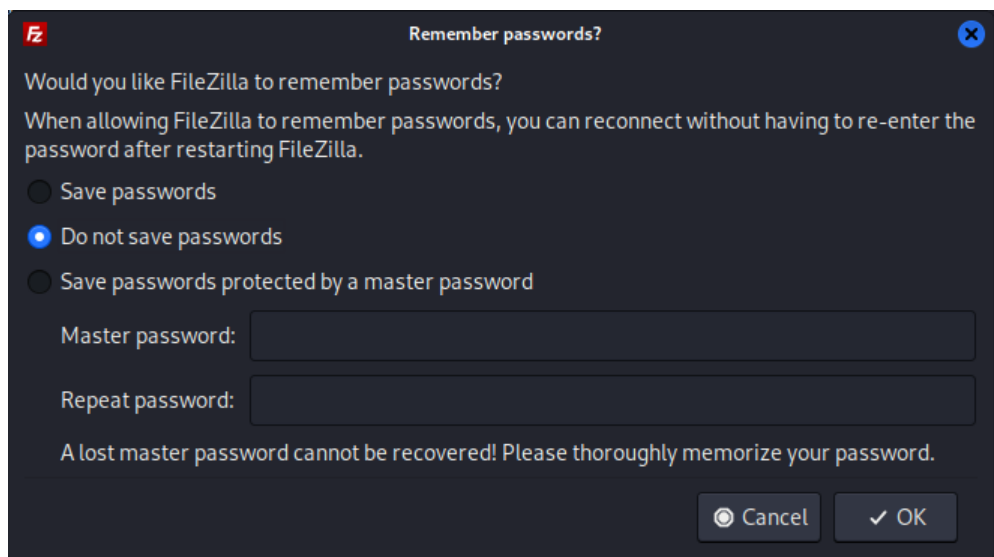 Fz
Remember passwords?
Would you like FileZilla to remember passwords?
When allowing FileZilla to remember passwords, you can reconnect without having to re-enter the
password after restarting FileZilla.
Save passwords
Do not save passwords
Save passwords protected by a master password
Master password:
Repeat password:
A lost master password cannot be recovered! Please thoroughly memorize your password.
Cancel
OK